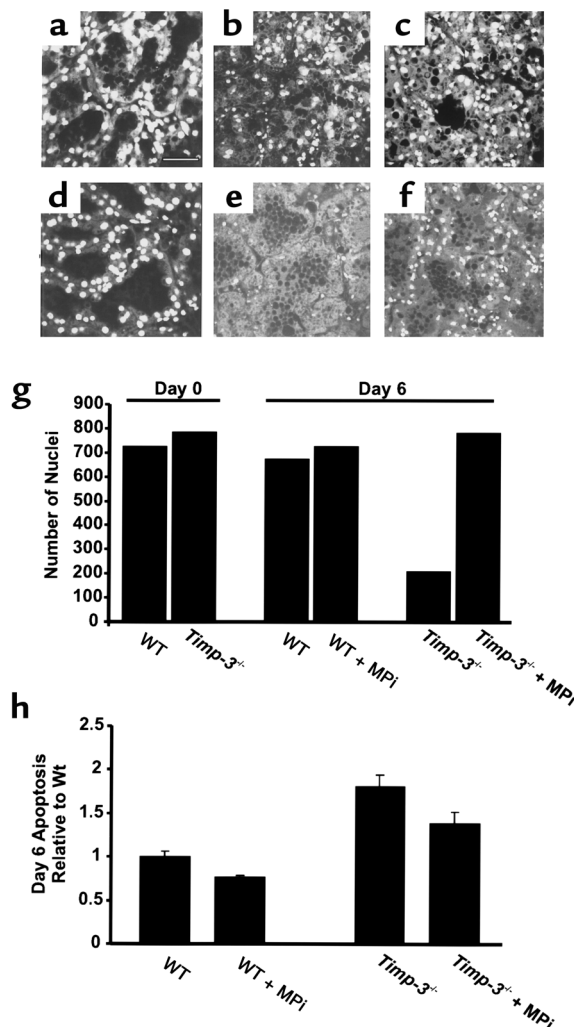 a b c
d e f
g
Day 0 Day 6
Number of Nuclei
900
800
700
600
500
400
300
200
100
0
WT
Timp-3-/-
WT
WT + MPi
Timp-3-/-
Timp-3-/- + MPi
h
Day 6 Apoptosis
Relative to Wt
2.5
2
1.5
1
0.5
0
WT
WT + MPi
Timp-3-/-
Timp-3-/- + MPi